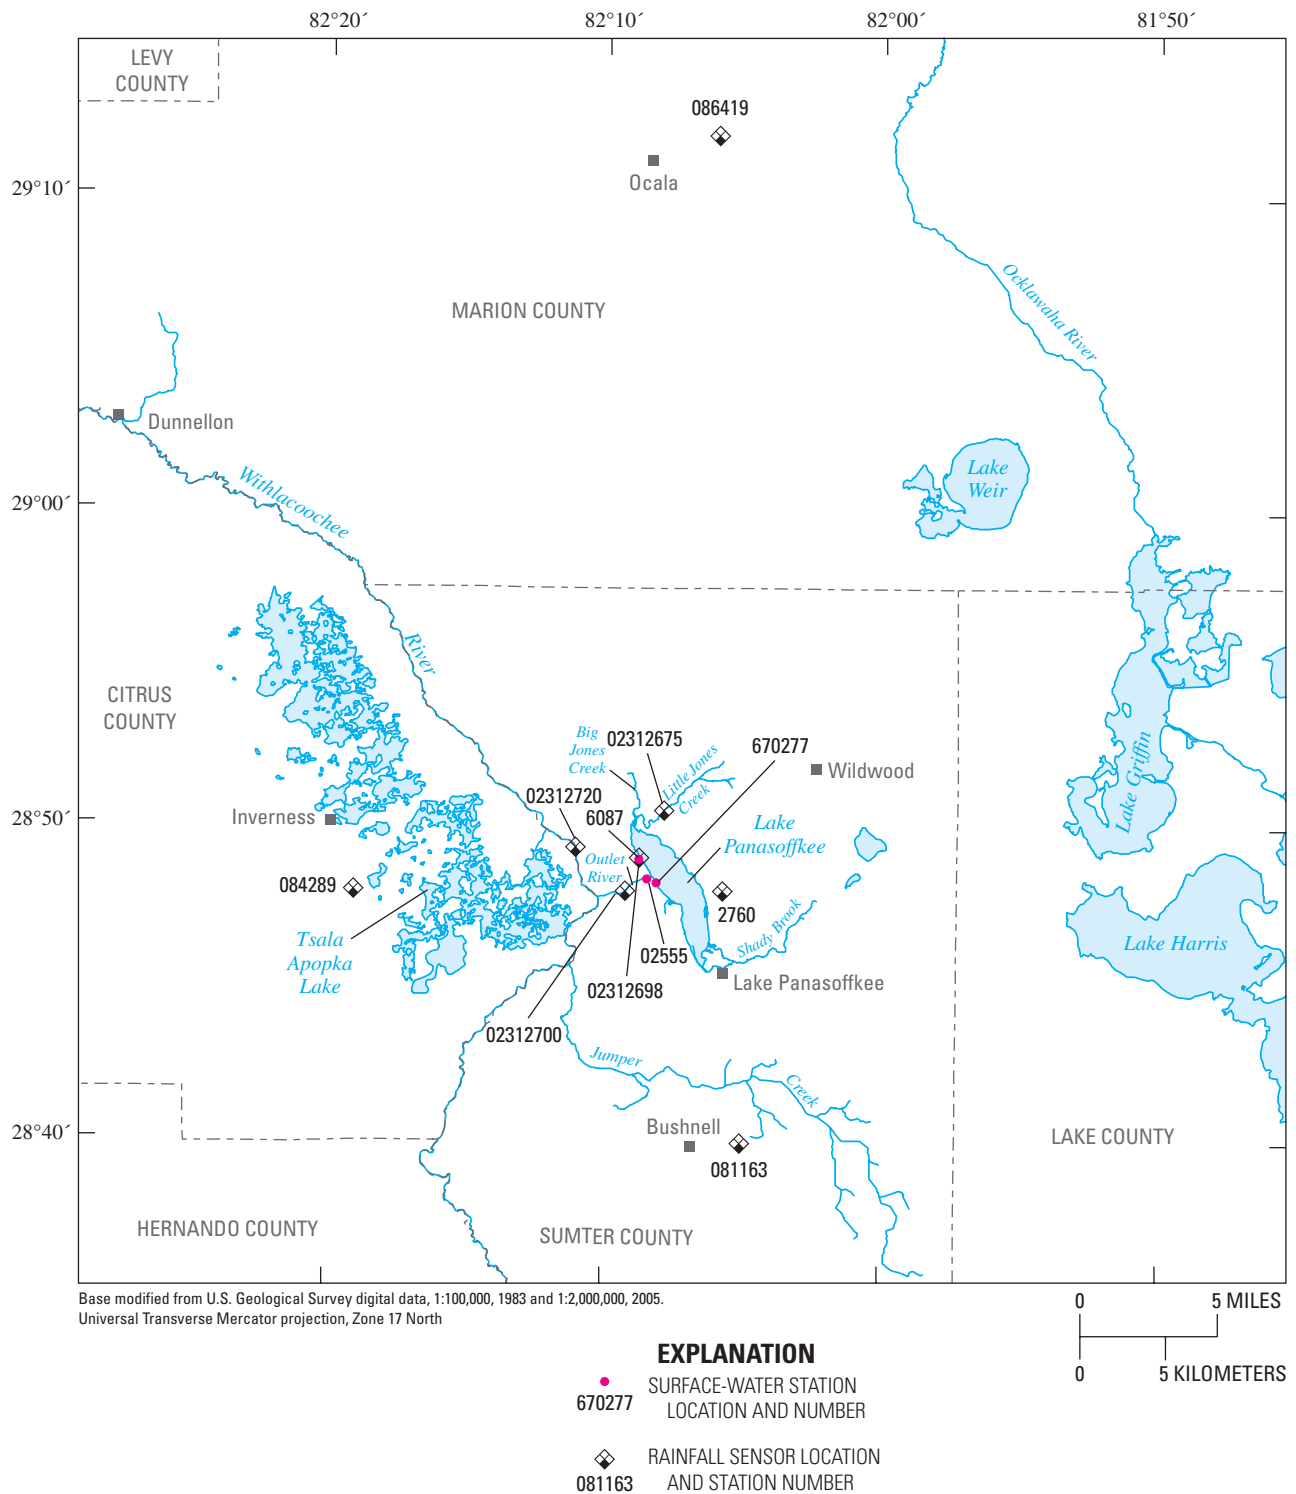 82°20´
82°10´
82°00´
81°50´
LEVY
COUNTY
086419
Ocala
29°10´
Ocklawaha River
MARION COUNTY
Dunnellon
Withlacoochee
River
Lake
Weir
29°00´
CITRUS
COUNTY
Big
Jones
Creek
02312675
670277
Little Jones
Creek
Wildwood
Lake Griffin
02312720
6087
Inverness
28°50´
Lake
Panasoffkee
Outlet
River
084289
2760
Shady Brook
Tsala
Apopka
Lake
02555
Lake Harris
Lake Panasoffkee
02312698
02312700
Jumper
Creek
Bushnell
28°40´
LAKE COUNTY
081163
HERNANDO COUNTY
SUMTER COUNTY
Base modified from U.S. Geological Survey digital data, 1:100,000, 1983 and 1:2,000,000, 2005.
Universal Transverse Mercator projection, Zone 17 North
0 5 MILES
0 5 KILOMETERS
EXPLANATION
670277
SURFACE-WATER STATION
LOCATION AND NUMBER
081163
RAINFALL SENSOR LOCATION
AND STATION NUMBER